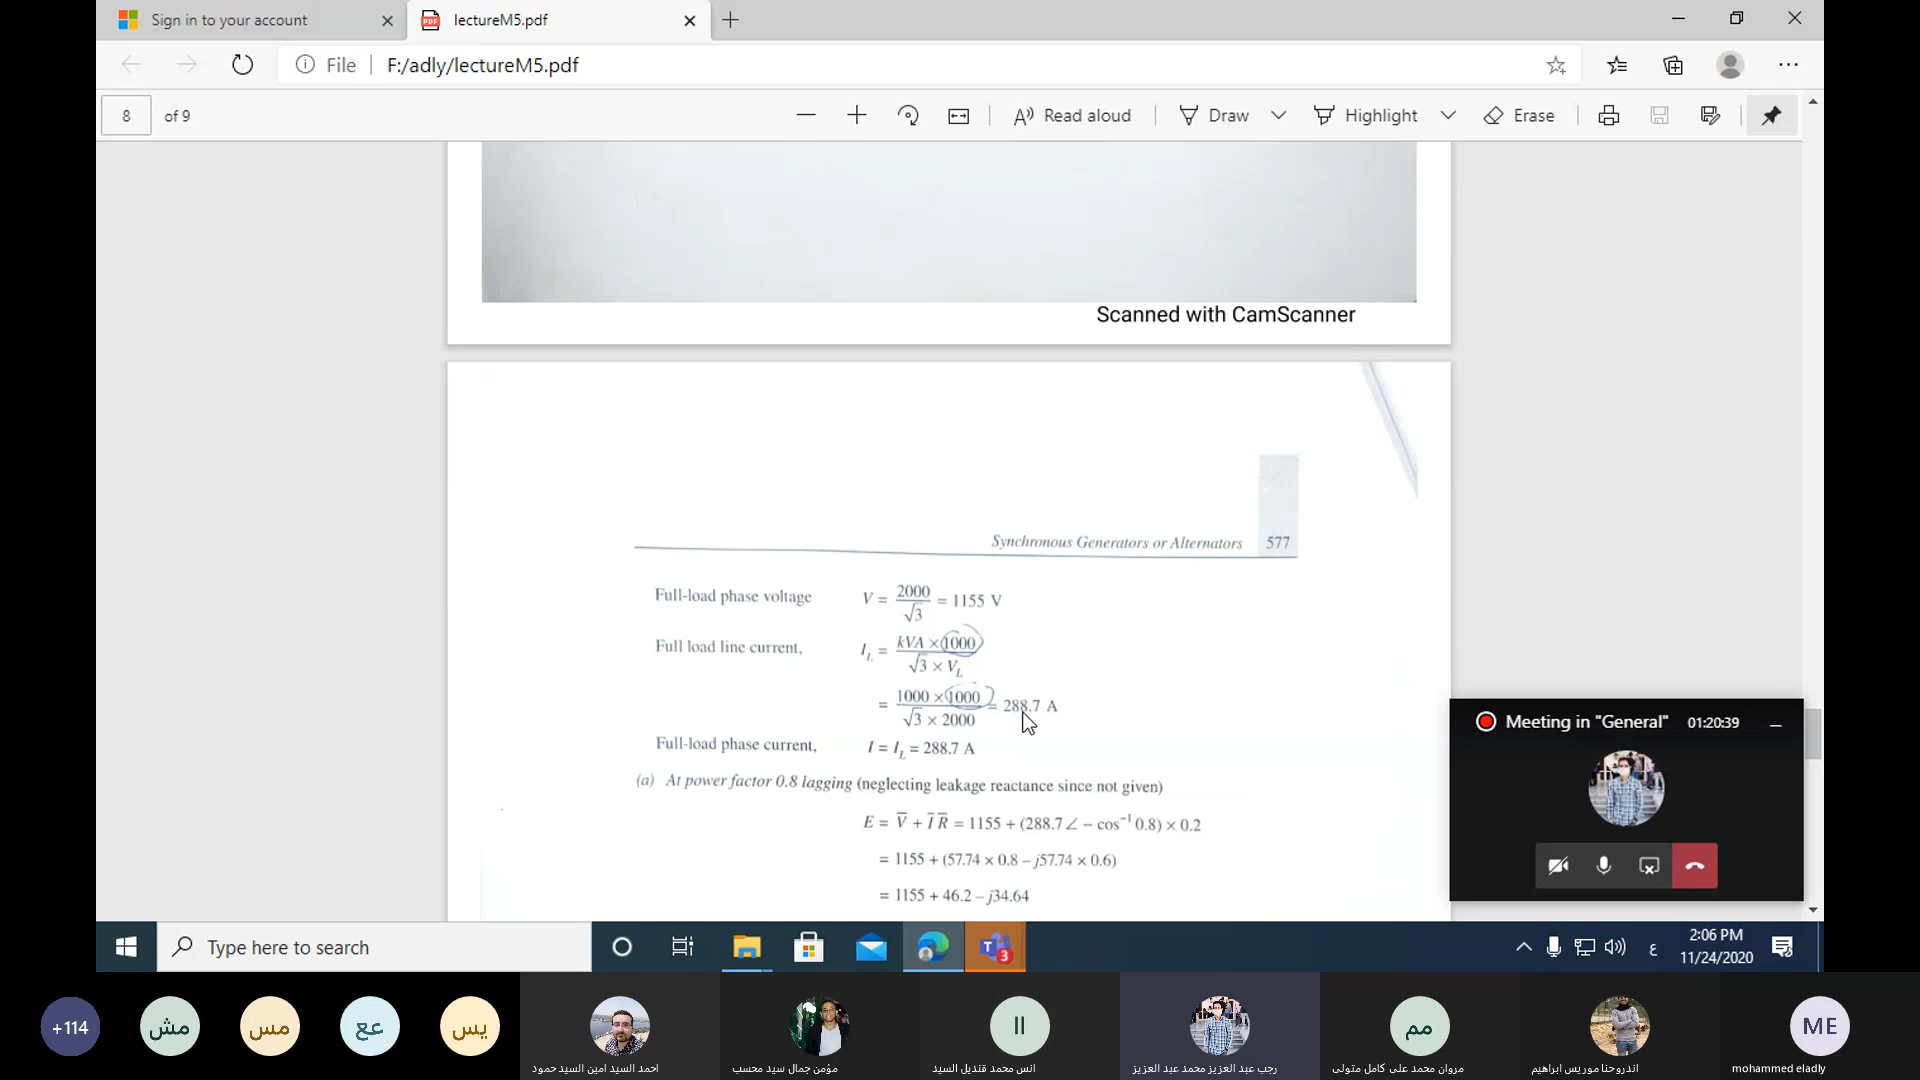 Sign in to your account
lectureM5.pdf
File
F:/adly/lectureM5.pdf
8
of 9
Read aloud
Draw
Highlight
Erase
Scanned with CamScanner
Synchronous Generators or Alternators 577
Full-load phase voltage V = 2000/√3 = 1155 V
Full load line current, I_L = kVA × 1000 / √3 × V_L
= 1000 × 1000 / √3 × 2000 = 288.7 A
Full-load phase current, I = I_L = 288.7 A
(a) At power factor 0.8 lagging (neglecting leakage reactance since not given)
E = V̅ + I̅ R̅ = 1155 + (288.7 ∠ − cos⁻¹ 0.8) × 0.2
= 1155 + (57.74 × 0.8 − j57.74 × 0.6)
= 1155 + 46.2 − j34.64
Meeting in "General" 01:20:39
Type here to search
3
ع
2:06 PM
11/24/2020
+114
مش
مس
عع
يس
احمد السيد امين السيد حمود
مؤمن جمال سيد محسب
اا
انس محمد قنديل السيد
رجب عبد العزيز محمد عبد العزيز
مم
مروان محمد على كامل متولى
اندروحنا موريس ابراهيم
ME
mohammed eladly